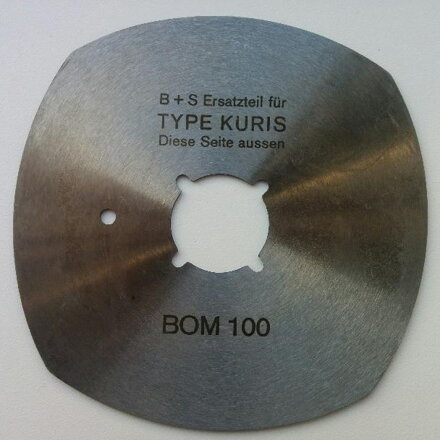 B + S Ersatzteil für
TYPE KURIS
Diese Seite aussen
BOM 100